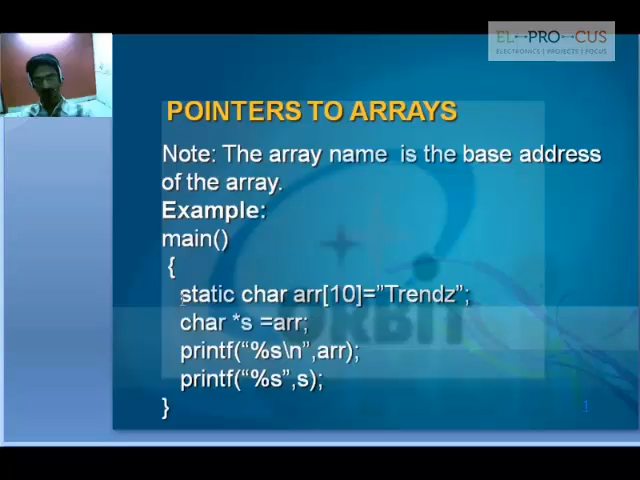 EL PRO CUS
ELECTRONICS | PROJECTS | FOCUS
POINTERS TO ARRAYS
Note: The array name is the base address
of the array.
Example:
main()
{
static char arr[10]=”Trendz”;
char *s =arr;
printf(“%s\n”,arr);
printf(“%s”,s);
}
ORBIT
1